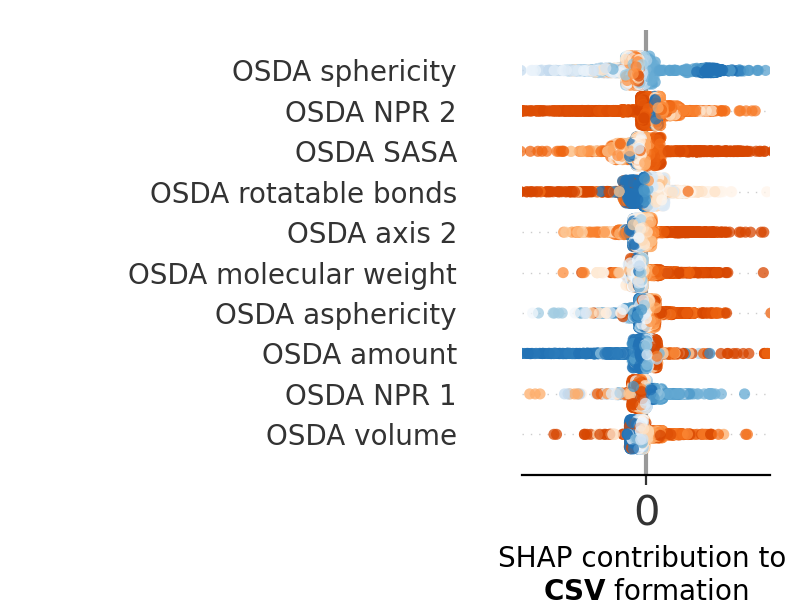 OSDA sphericity
OSDA NPR 2
OSDA SASA
OSDA rotatable bonds
OSDA axis 2
OSDA molecular weight
OSDA asphericity
OSDA amount
OSDA NPR 1
OSDA volume
0
SHAP contribution to
CSV formation